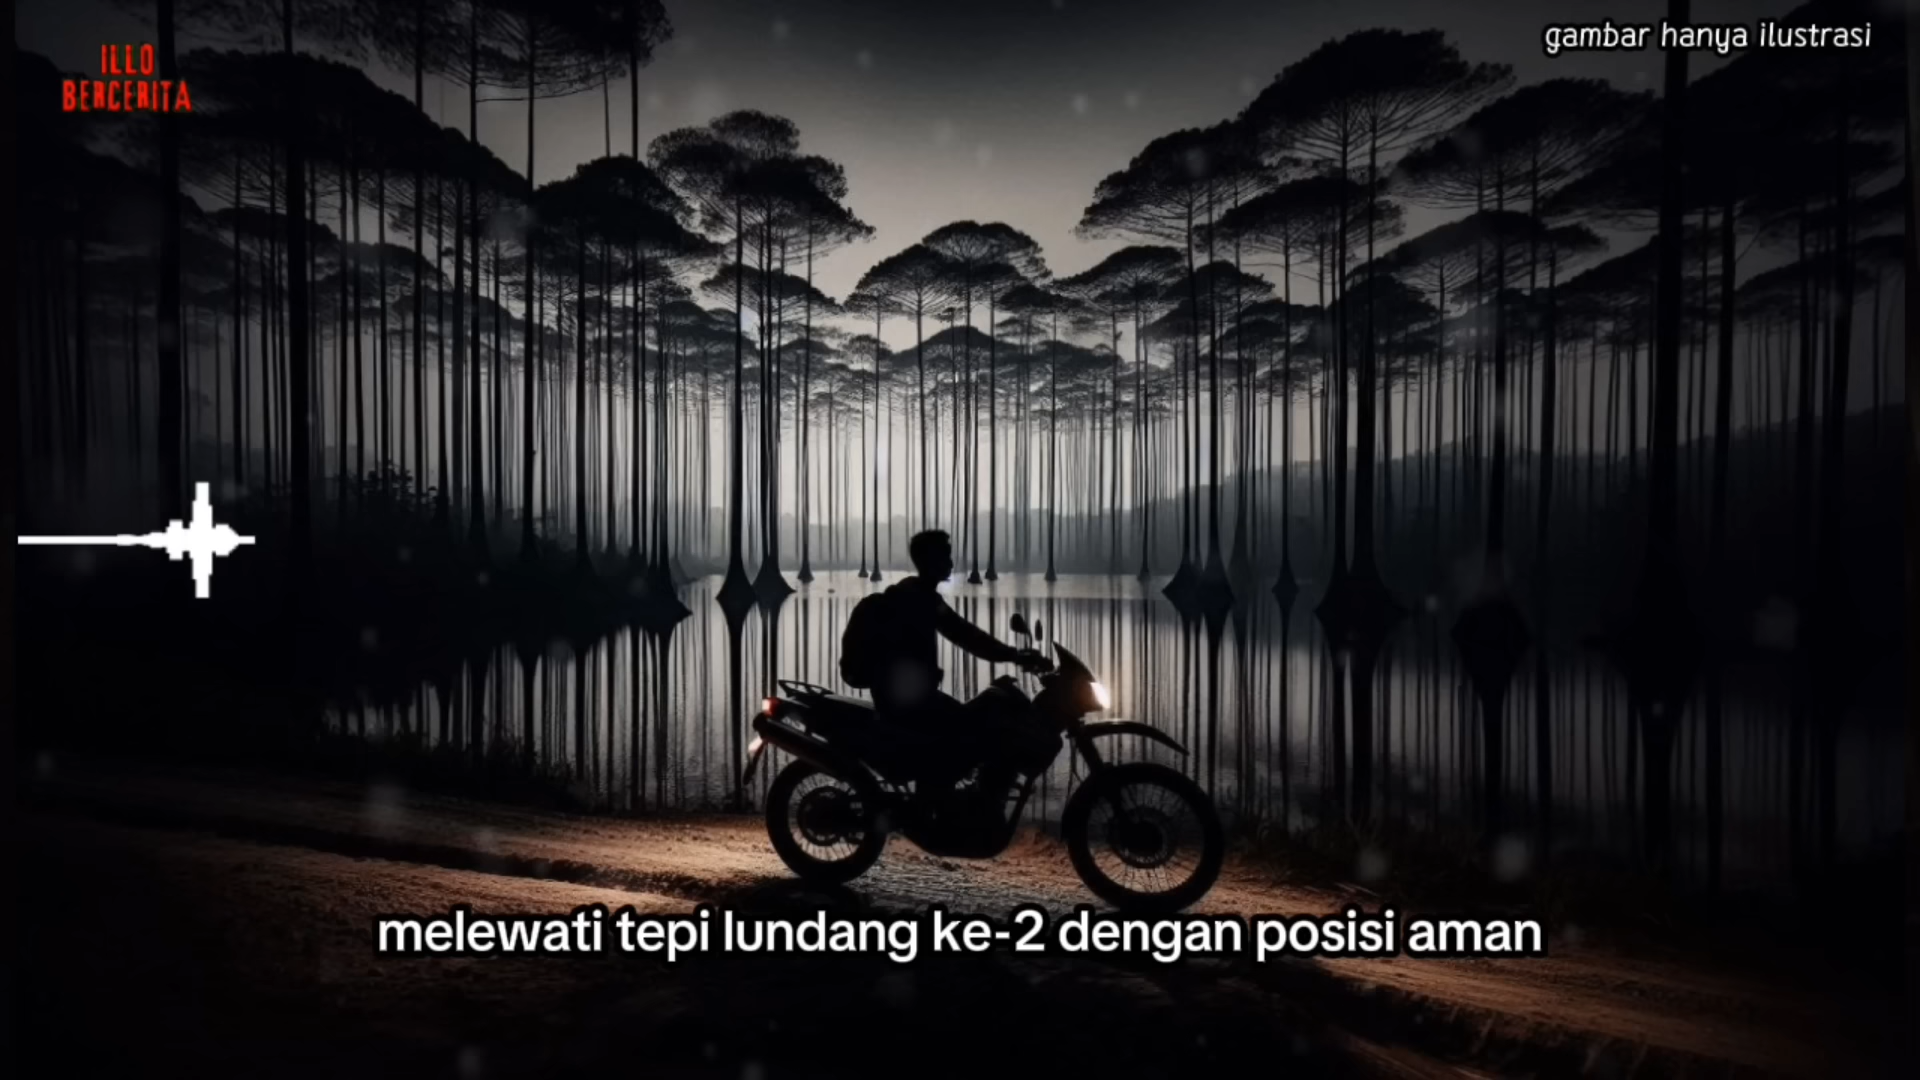 ILLO
BERCERITA
gambar hanya ilustrasi
melewati tepi lundang ke-2 dengan posisi aman